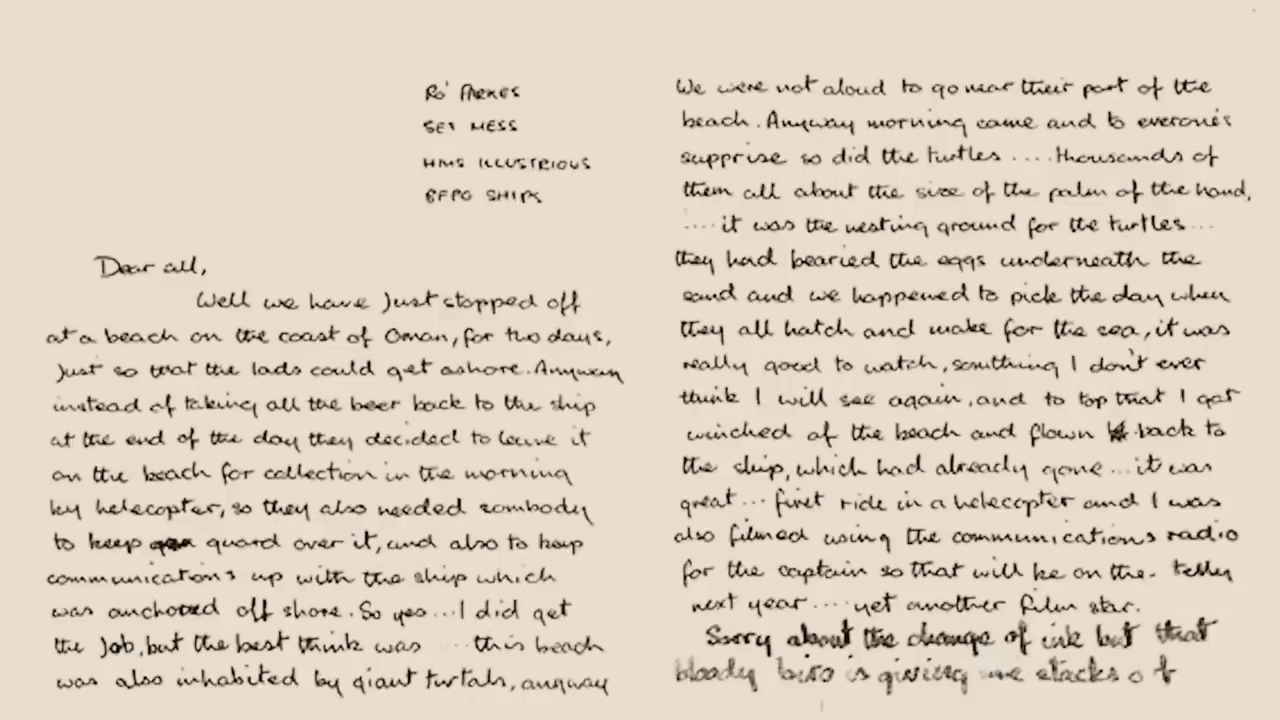 RO' PARKES
SET MESS
HMS ILLUSTRIOUS
BFPO SHIPS
Dear all,
Well we have Just stopped off
at a beach on the coast of Oman, for two days,
Just so that the lads could get ashore. Anyway
instead of taking all the beer back to the ship
at the end of the day they decided to leave it
on the beach for collection in the morning
by helecopter, so they also needed sombody
to keep guard over it, and also to keep
communications up with the ship which
was anchored off shore. So yes... I did get
the Job, but the best think was ... this beach
was also inhabited by giant turtals, anyway
We were not aloud to go near their part of the
beach. Anyway morning came and to everone's
supprise so did the turtles .... thousands of
them all about the size of the palm of the hand,
.... it was the nesting ground for the turtles ...
they had bearied the eggs underneath the
sand and we happened to pick the day when
they all hatch and make for the sea, it was
really good to watch, somthing I don't ever
think I will see again, and to top that I got
winched of the beach and flown back to
the ship, which had already gone ... it was
great ... first ride in a helecopter and I was
also filmed using the communications radio
for the captain so that will be on the telly
next year .... yet another film star.
Sorry about the change of ink but that
bloody biro is giving me stacks of